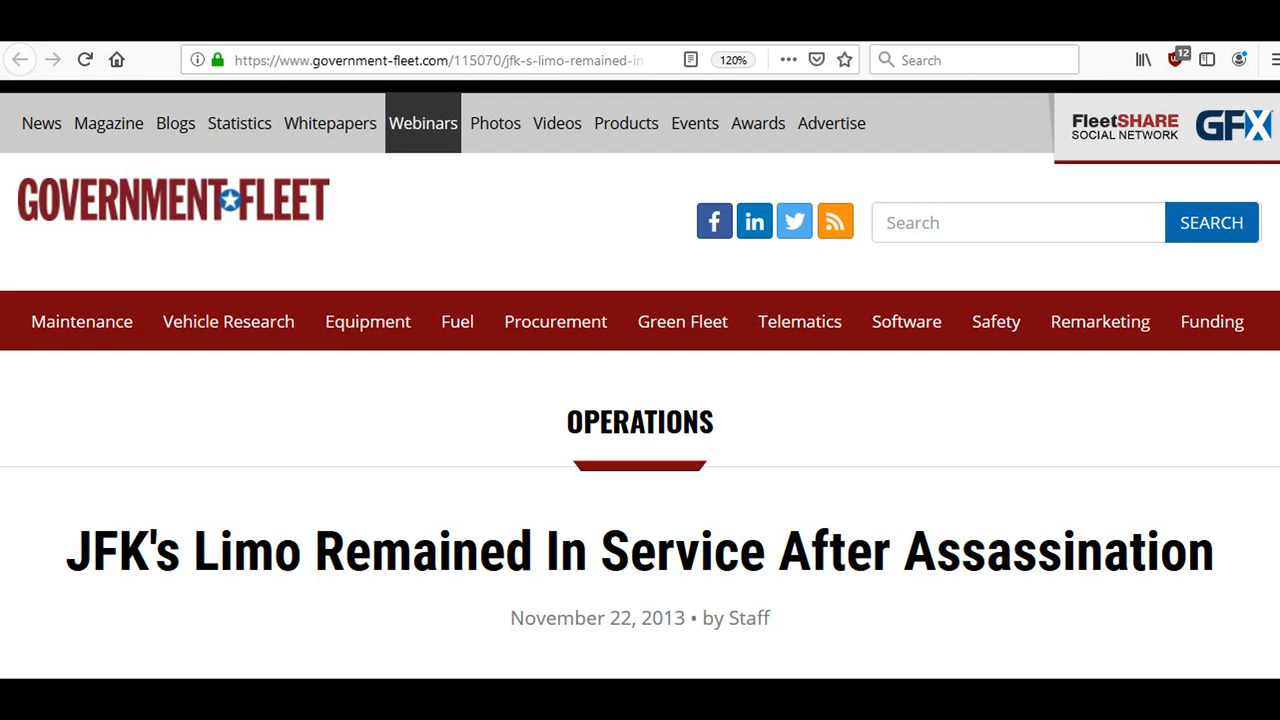 https://www.government-fleet.com/115070/jfk-s-limo-remained-in
120%
Search
12
News Magazine Blogs Statistics Whitepapers Webinars Photos Videos Products Events Awards Advertise
FleetSHARE
SOCIAL NETWORK
GFX
GOVERNMENT FLEET
f in
Search
SEARCH
Maintenance Vehicle Research Equipment Fuel Procurement Green Fleet Telematics Software Safety Remarketing Funding
OPERATIONS
JFK's Limo Remained In Service After Assassination
November 22, 2013 • by Staff